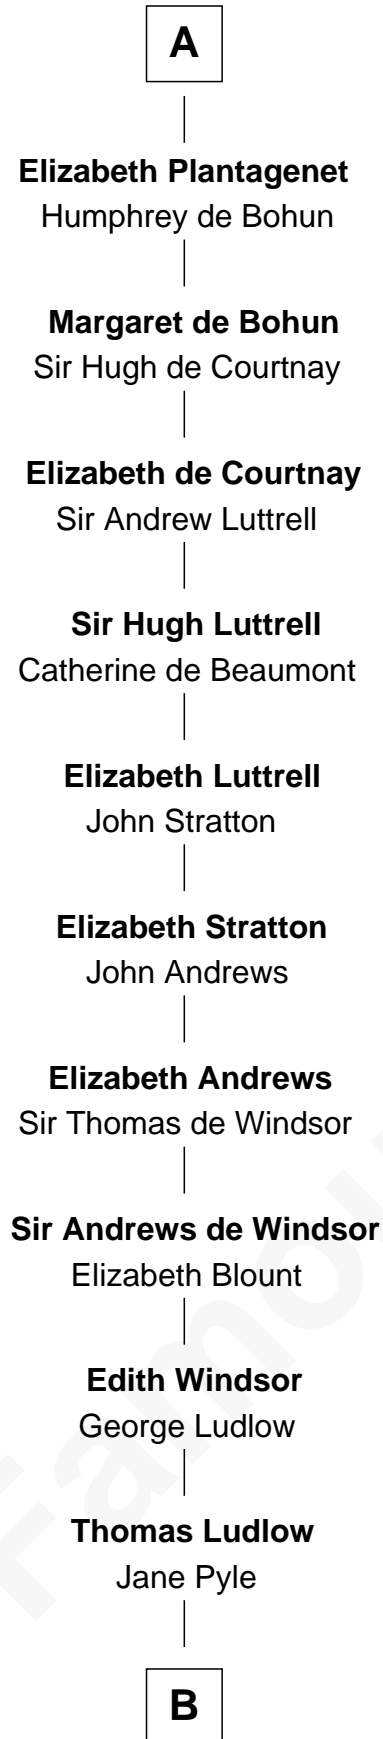 A
Elizabeth Plantagenet
Humphrey de Bohun
Margaret de Bohun
Sir Hugh de Courtnay
Elizabeth de Courtnay
Sir Andrew Luttrell
Sir Hugh Luttrell
Catherine de Beaumont
Elizabeth Luttrell
John Stratton
Elizabeth Stratton
John Andrews
Elizabeth Andrews
Sir Thomas de Windsor
Sir Andrews de Windsor
Elizabeth Blount
Edith Windsor
George Ludlow
Thomas Ludlow
Jane Pyle
B
Famou